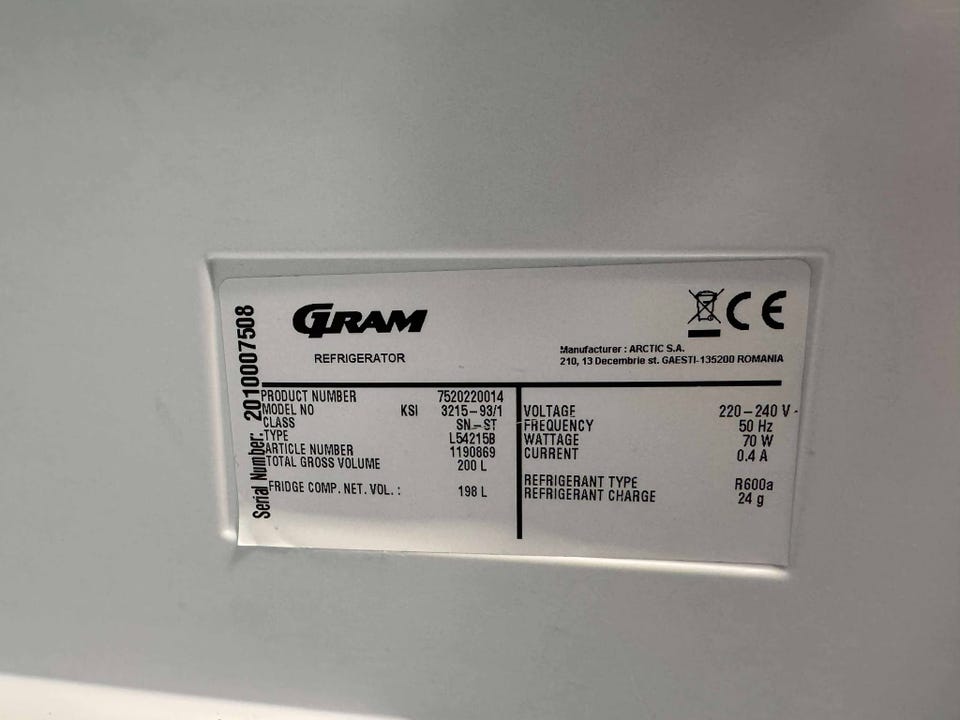 GRAM
REFRIGERATOR
CE
Manufacturer : ARCTIC S.A.
210, 13 Decembrie st. GAESTI-135200 ROMANIA
Serial Number: 2010007508
PRODUCT NUMBER 7520220014
MODEL NO KSI 3215-93/1
CLASS SN-ST
TYPE L54215B
ARTICLE NUMBER 1190869
TOTAL GROSS VOLUME 200 L
FRIDGE COMP. NET. VOL. : 198 L
VOLTAGE 220-240 V-
FREQUENCY 50 Hz
WATTAGE 70 W
CURRENT 0.4 A
REFRIGERANT TYPE R600a
REFRIGERANT CHARGE 24 g